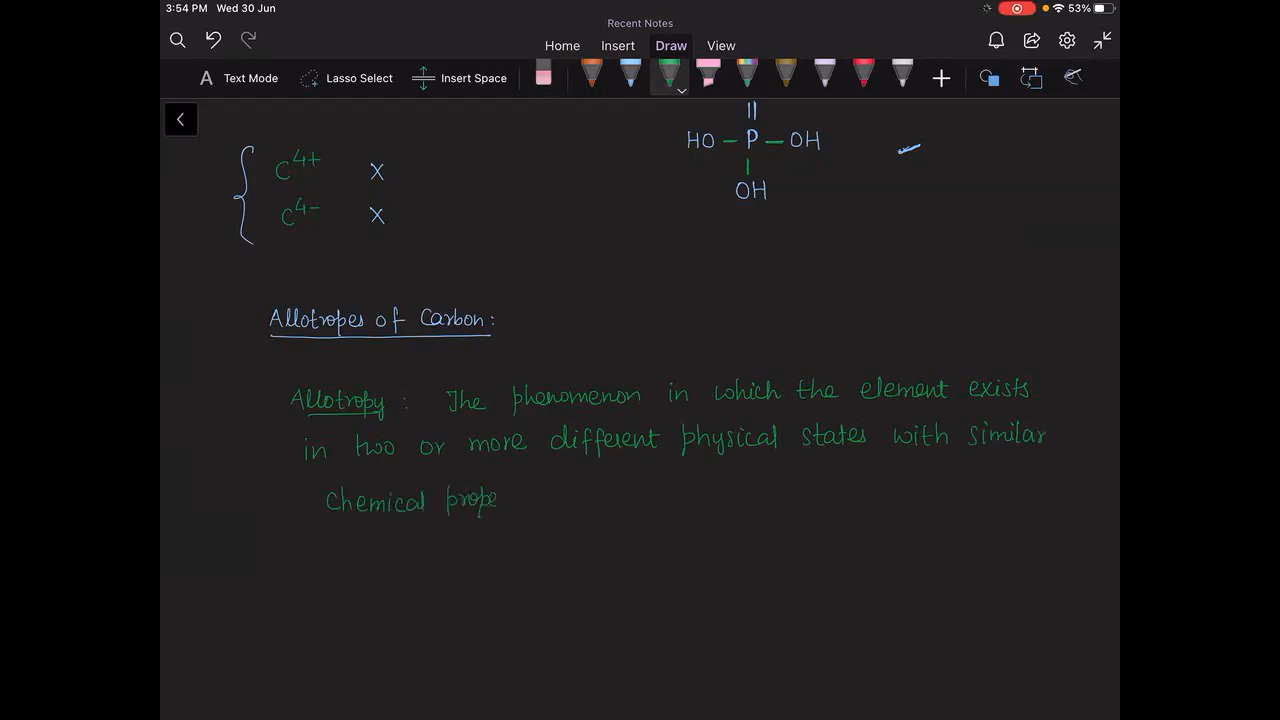 3:54 PM Wed 30 Jun
53%
Recent Notes
Home Insert Draw View
Text Mode Lasso Select Insert Space
||
HO - P - OH
|
OH
C4+ X
C4- X
Allotropes of Carbon:
Allotropy : The phenomenon in which the element exists
in two or more different physical states with similar
Chemical prope